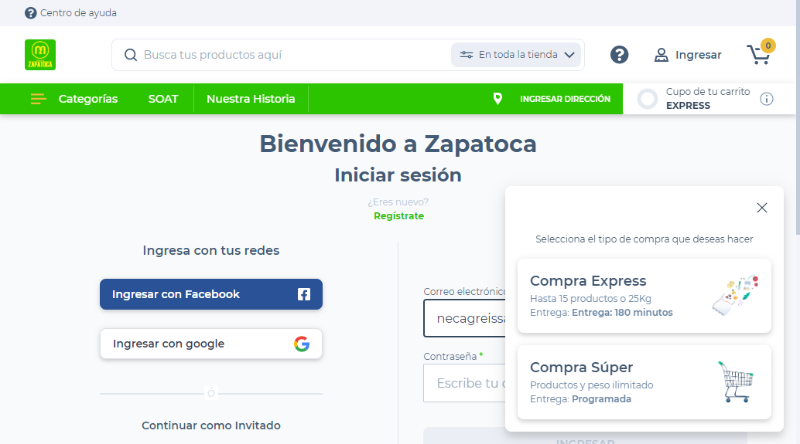 Centro de ayuda
m
ZAPATOCA
Busca tus productos aquí
En toda la tienda
Ingresar
0
Categorías
SOAT
Nuestra Historia
INGRESAR DIRECCIÓN
Cupo de tu carrito
EXPRESS
Bienvenido a Zapatoca
Iniciar sesión
¿Eres nuevo?
Regístrate
Ingresa con tus redes
Ingresar con Facebook
Ingresar con google
Ó
Continuar como Invitado
Correo electrónico
necagreissa
Contraseña *
Escribe tu
INGRESAR
Selecciona el tipo de compra que deseas hacer
Compra Express
Hasta 15 productos o 25Kg
Entrega: Entrega: 180 minutos
Compra Súper
Productos y peso ilimitado
Entrega: Programada